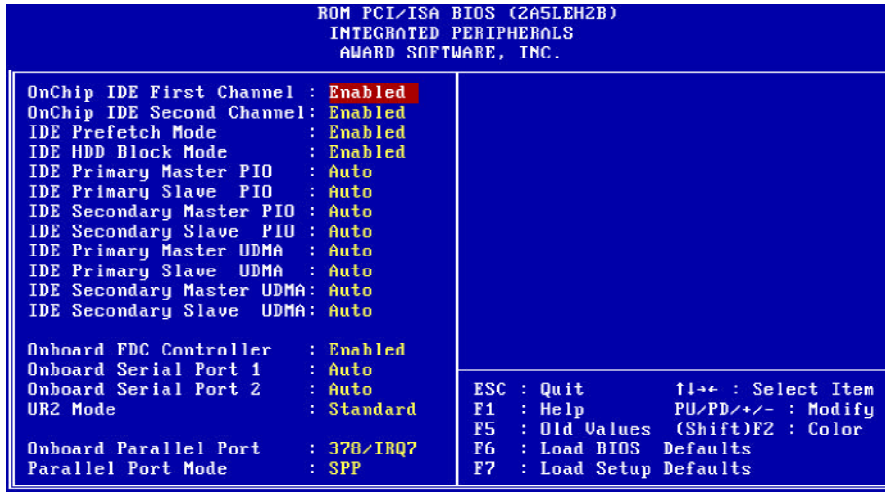 ROM PCI/ISA BIOS (2A5LEH2B)
INTEGRATED PERIPHERALS
AWARD SOFTWARE, INC.
OnChip IDE First Channel : Enabled
OnChip IDE Second Channel: Enabled
IDE Prefetch Mode : Enabled
IDE HDD Block Mode : Enabled
IDE Primary Master PIO : Auto
IDE Primary Slave PIO : Auto
IDE Secondary Master PIO : Auto
IDE Secondary Slave PIO : Auto
IDE Primary Master UDMA : Auto
IDE Primary Slave UDMA : Auto
IDE Secondary Master UDMA: Auto
IDE Secondary Slave UDMA: Auto
Onboard FDC Controller : Enabled
Onboard Serial Port 1 : Auto
Onboard Serial Port 2 : Auto
UR2 Mode : Standard
Onboard Parallel Port : 378/IRQ7
Parallel Port Mode : SPP
ESC : Quit ↑↓→← : Select Item
F1 : Help PU/PD/+/- : Modify
F5 : Old Values (Shift)F2 : Color
F6 : Load BIOS Defaults
F7 : Load Setup Defaults